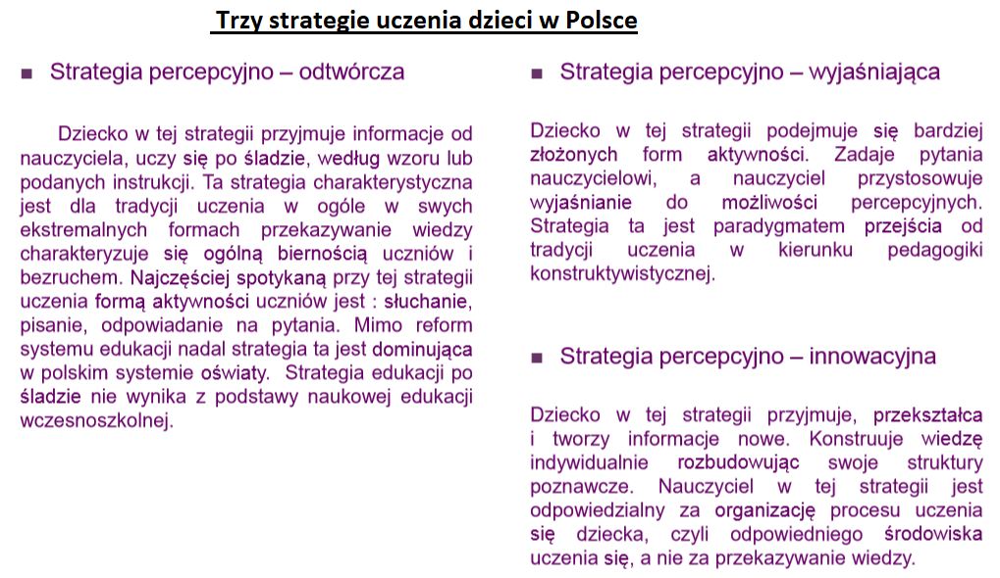 Trzy strategie uczenia dzieci w Polsce
■ Strategia percepcyjno – odtwórcza
Dziecko w tej strategii przyjmuje informacje od
nauczyciela, uczy się po śladzie, według wzoru lub
podanych instrukcji. Ta strategia charakterystyczna
jest dla tradycji uczenia w ogóle w swych
ekstremalnych formach przekazywanie wiedzy
charakteryzuje się ogólną biernością uczniów i
bezruchem. Najczęściej spotykaną przy tej strategii
uczenia formą aktywności uczniów jest : słuchanie,
pisanie, odpowiadanie na pytania. Mimo reform
systemu edukacji nadal strategia ta jest dominująca
w polskim systemie oświaty. Strategia edukacji po
śladzie nie wynika z podstawy naukowej edukacji
wczesnoszkolnej.
■ Strategia percepcyjno – wyjaśniająca
Dziecko w tej strategii podejmuje się bardziej
złożonych form aktywności. Zadaje pytania
nauczycielowi, a nauczyciel przystosowuje
wyjaśnianie do możliwości percepcyjnych.
Strategia ta jest paradygmatem przejścia od
tradycji uczenia w kierunku pedagogiki
konstruktywistycznej.
■ Strategia percepcyjno – innowacyjna
Dziecko w tej strategii przyjmuje, przekształca
i tworzy informacje nowe. Konstruuje wiedzę
indywidualnie rozbudowując swoje struktury
poznawcze. Nauczyciel w tej strategii jest
odpowiedzialny za organizację procesu uczenia
się dziecka, czyli odpowiedniego środowiska
uczenia się, a nie za przekazywanie wiedzy.